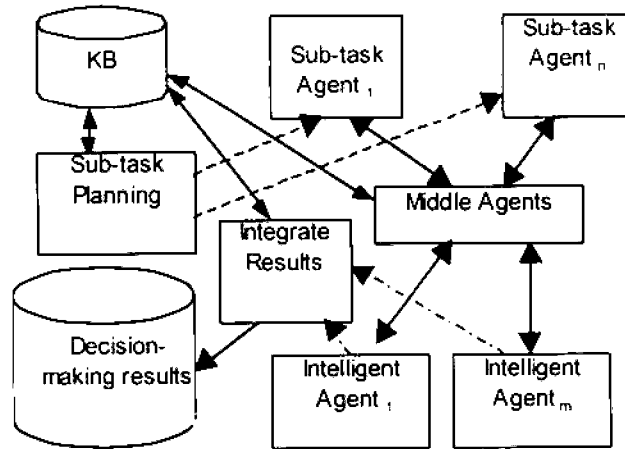 KB
Sub-task
Agent 1
Sub-task
Agent n
Sub-task
Planning
Middle Agents
Integrate
Results
Decision-
making results
Intelligent
Agent 1
Intelligent
Agent m